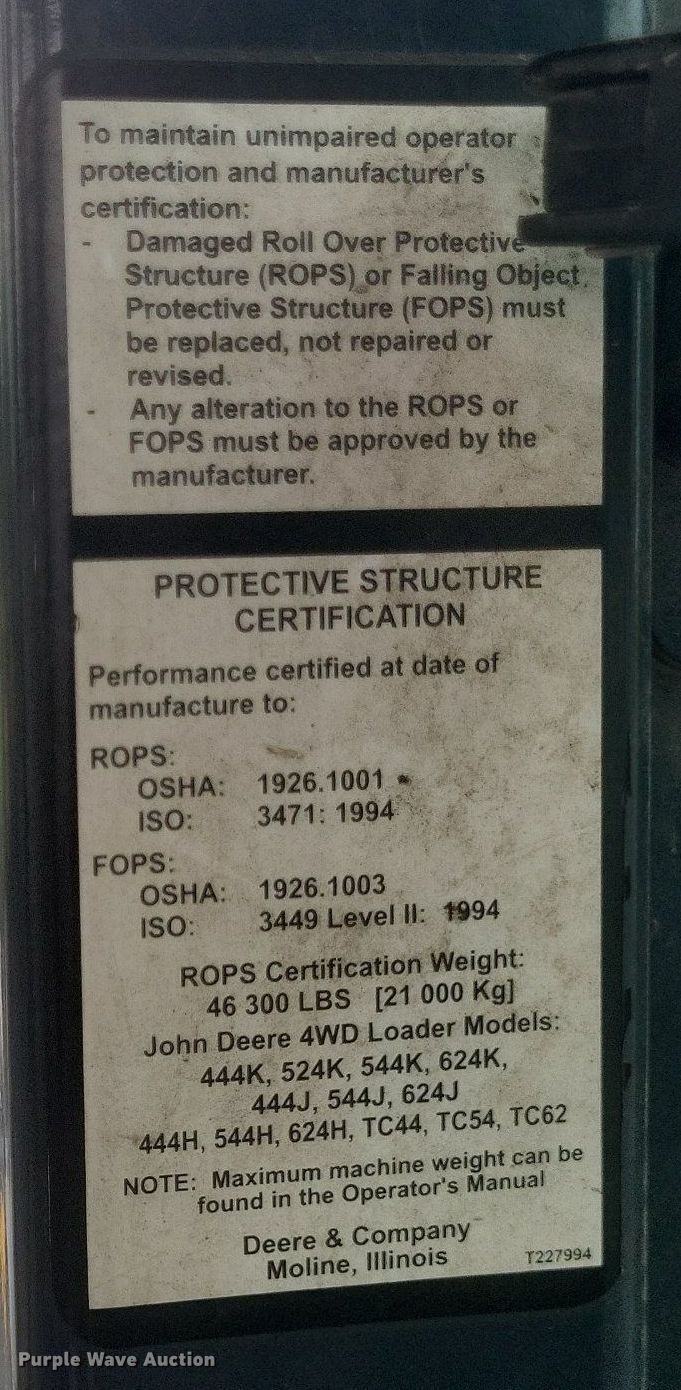 To maintain unimpaired operator
protection and manufacturer's
certification:
- Damaged Roll Over Protective
Structure (ROPS) or Falling Object
Protective Structure (FOPS) must
be replaced, not repaired or
revised.
- Any alteration to the ROPS or
FOPS must be approved by the
manufacturer.
PROTECTIVE STRUCTURE
CERTIFICATION
Performance certified at date of
manufacture to:
ROPS:
OSHA: 1926.1001
ISO: 3471: 1994
FOPS:
OSHA: 1926.1003
ISO: 3449 Level II: 1994
ROPS Certification Weight:
46 300 LBS [21 000 Kg]
John Deere 4WD Loader Models:
444K, 524K, 544K, 624K,
444J, 544J, 624J
444H, 544H, 624H, TC44, TC54, TC62
NOTE: Maximum machine weight can be
found in the Operator's Manual
Deere & Company
Moline, Illinois T227994
Purple Wave Auction